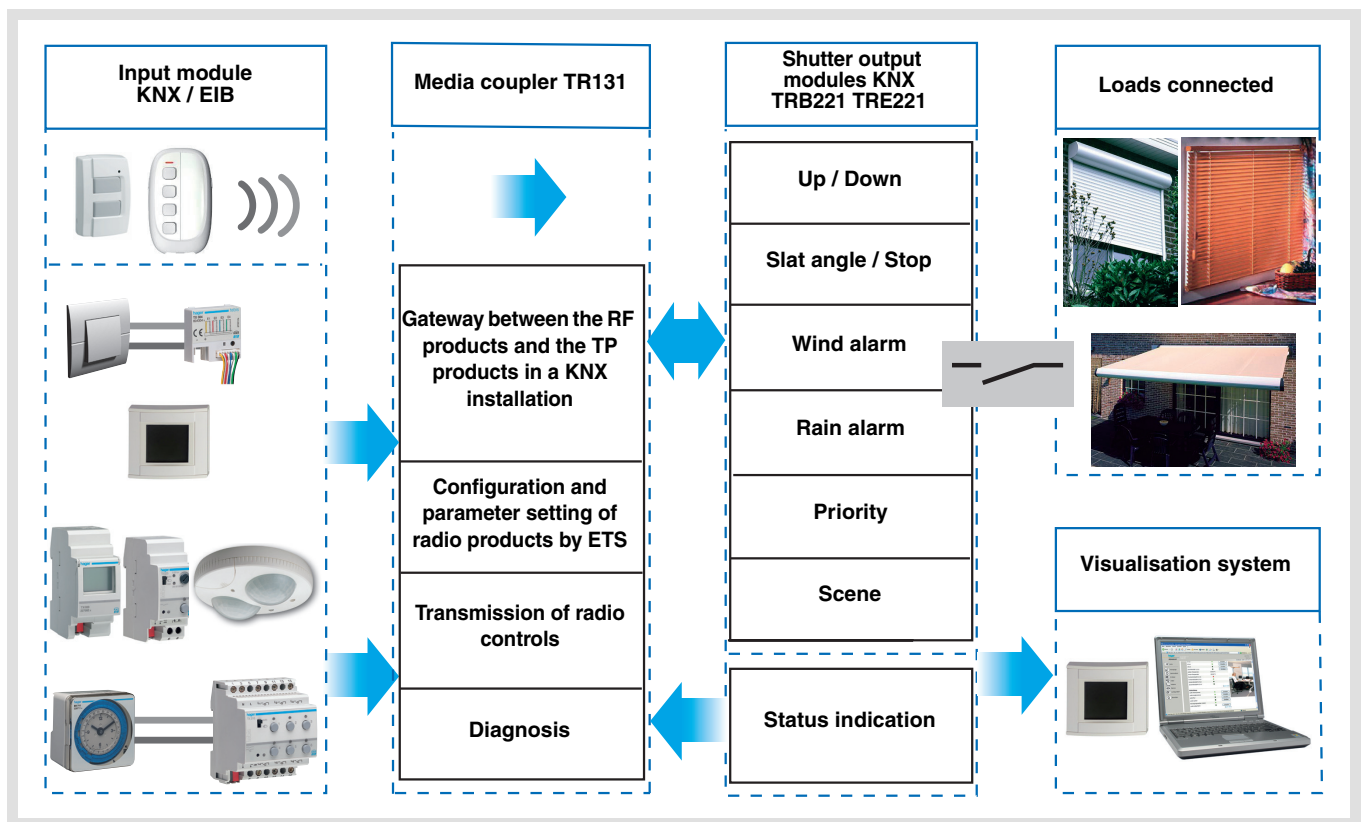 Input module
KNX / EIB
Media coupler TR131
Shutter output
modules KNX
TRB221 TRE221
Loads connected
Up / Down
Slat angle / Stop
Wind alarm
Rain alarm
Priority
Scene
Status indication
Gateway between the RF
products and the TP
products in a KNX
installation
Configuration and
parameter setting of
radio products by ETS
Transmission of radio
controls
Diagnosis
Visualisation system